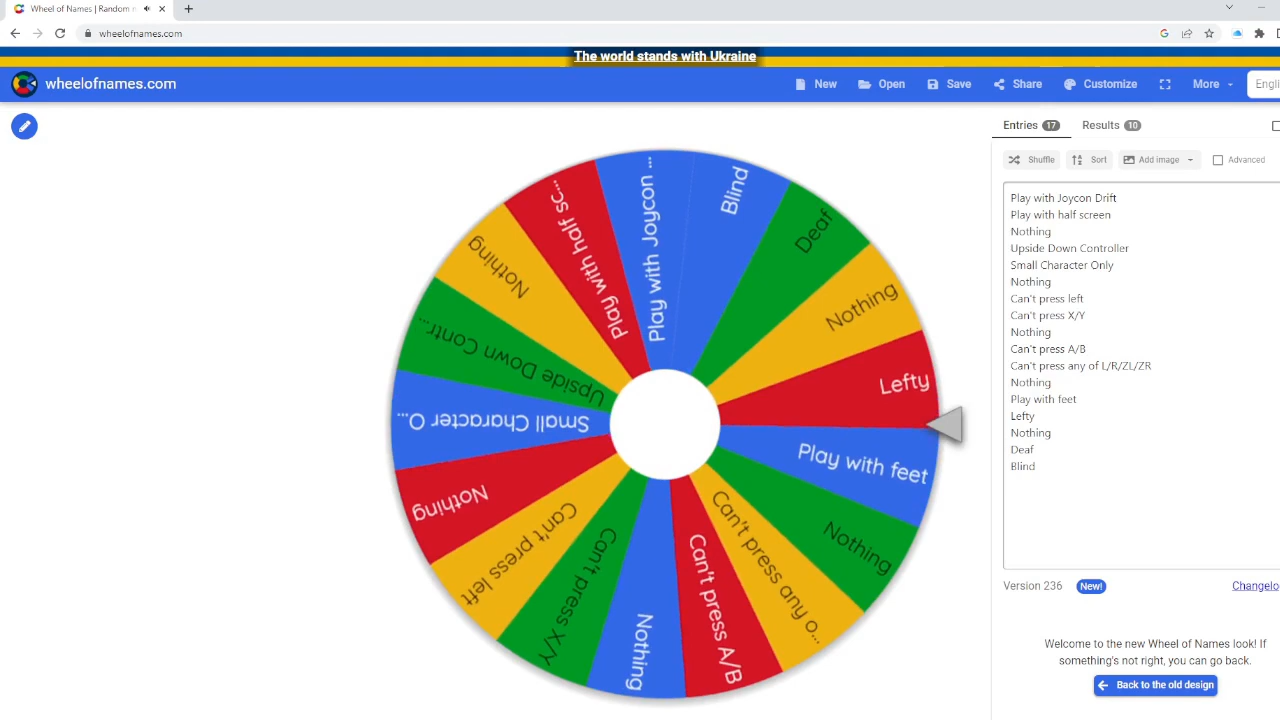 Wheel of Names | Random n
wheelofnames.com
The world stands with Ukraine
wheelofnames.com
New
Open
Save
Share
Customize
More
Engli
Entries 17
Results 10
Shuffle
Sort
Add image
Advanced
Play with Joycon Drift
Play with half screen
Nothing
Upside Down Controller
Small Character Only
Nothing
Can't press left
Can't press X/Y
Nothing
Can't press A/B
Can't press any of L/R/ZL/ZR
Nothing
Play with feet
Lefty
Nothing
Deaf
Blind
Play with Joycon ...
Blind
Deaf
Nothing
Lefty
Play with feet
Nothing
Can't press any o...
Can't press A/B
Nothing
Can't press X/Y
Can't press left
Nothing
Small Character O...
Upside Down Contr...
Nothing
Play with half sc...
Version 236
New!
Changelo
Welcome to the new Wheel of Names look! If
something's not right, you can go back.
Back to the old design